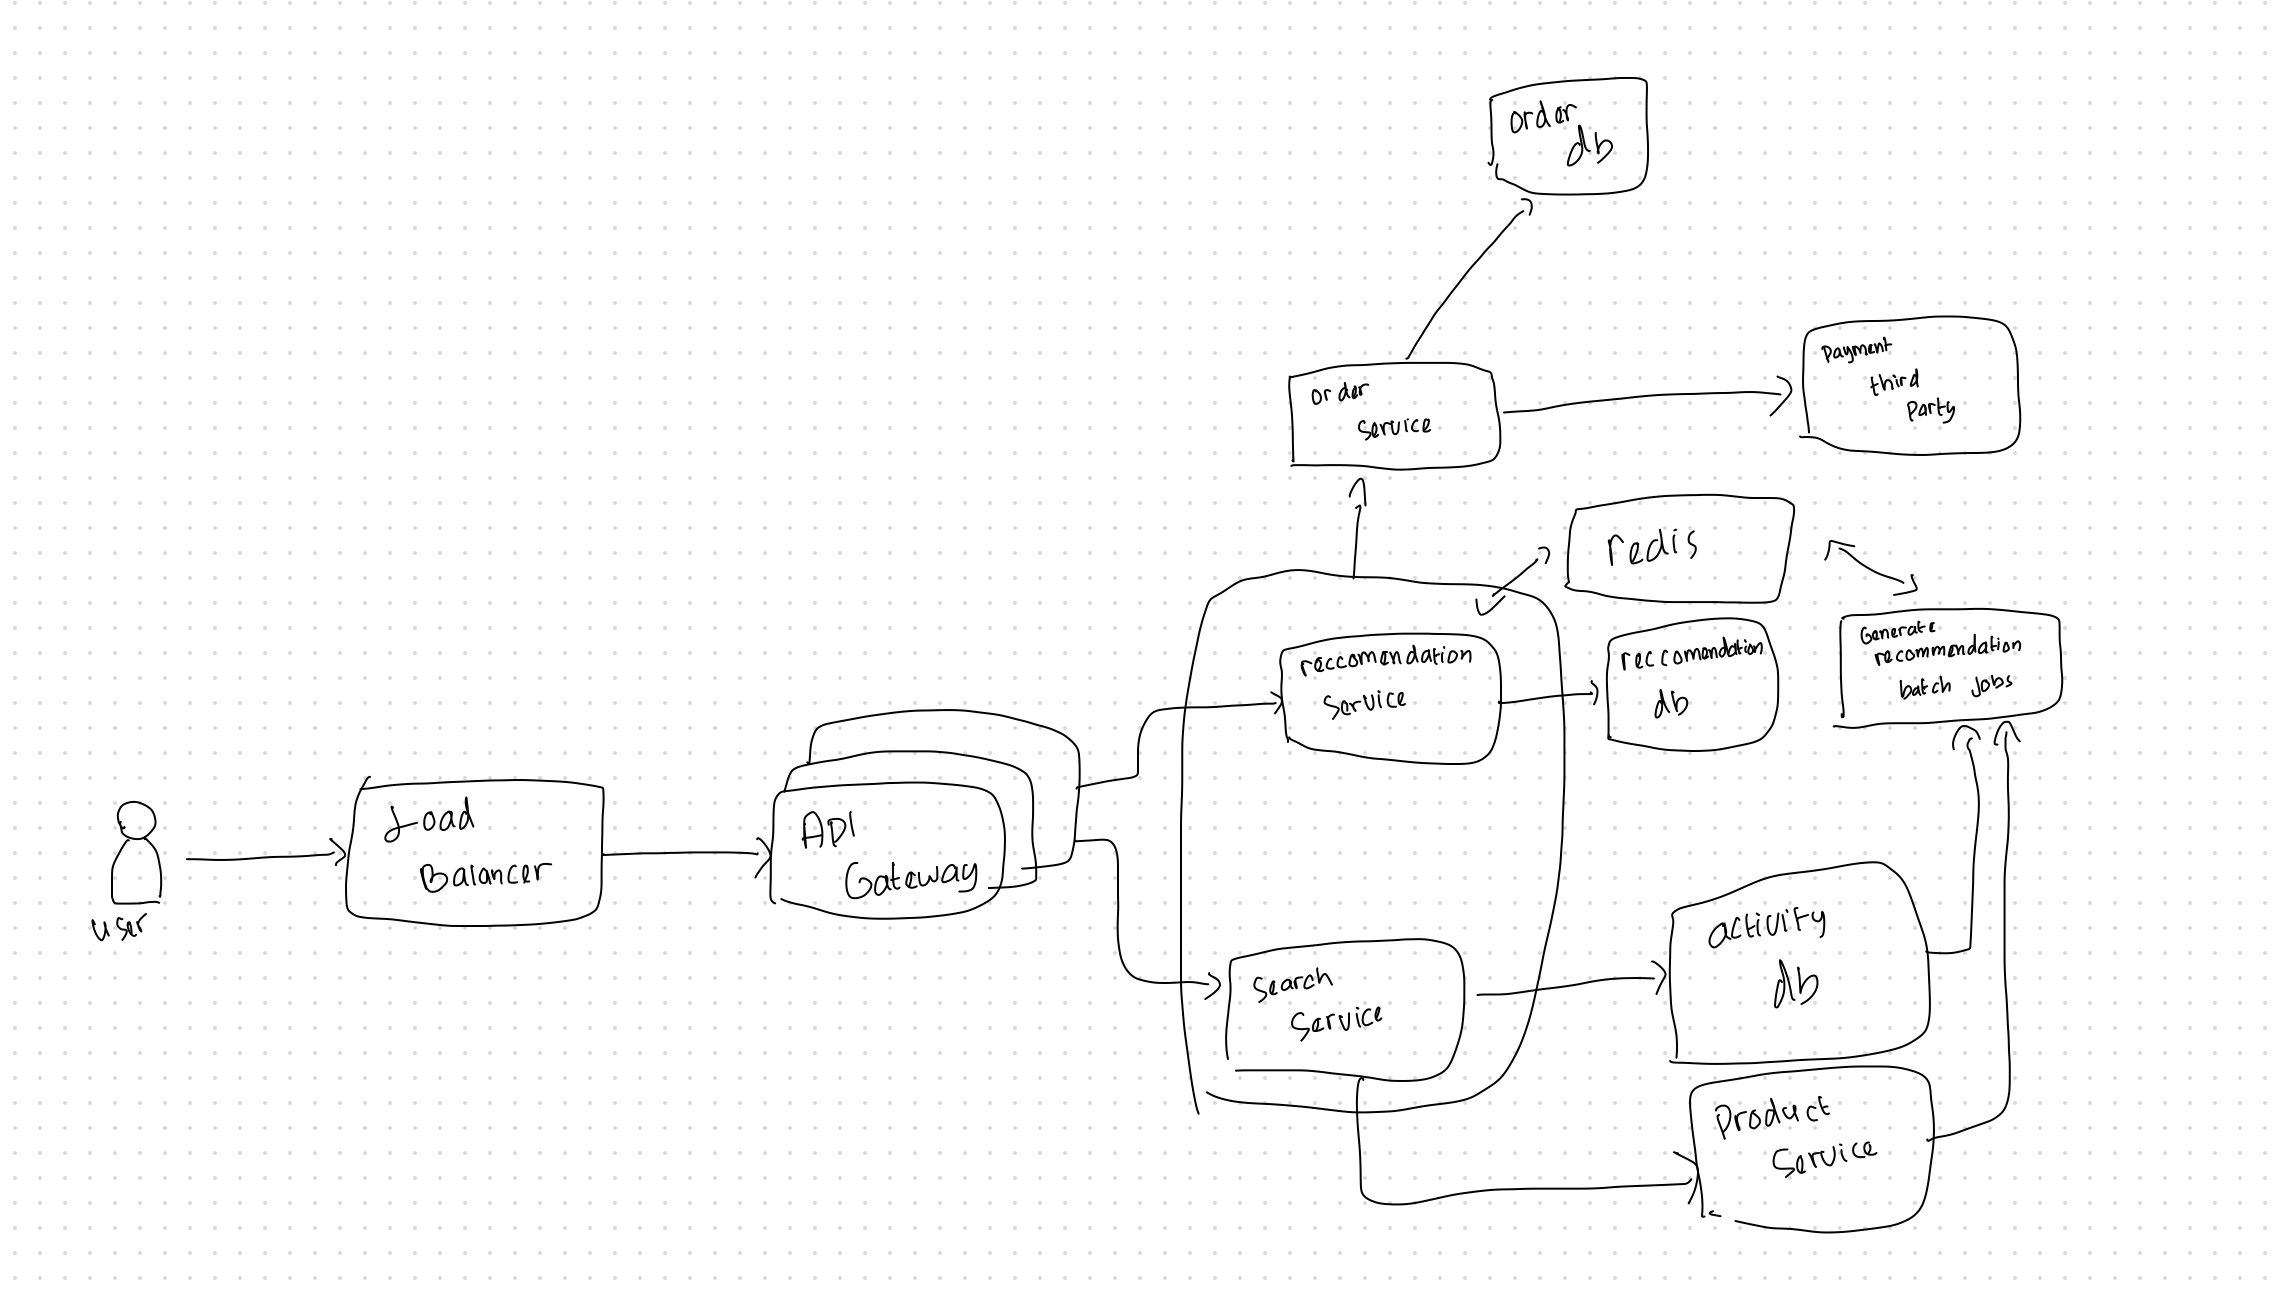 order
db
Payment
third
Party
order
service
redis
Generate
recommendation
batch jobs
reccomendation
service
reccomendation
db
Load
Balancer
API
Gateway
user
activity
db
Search
Service
Product
Service